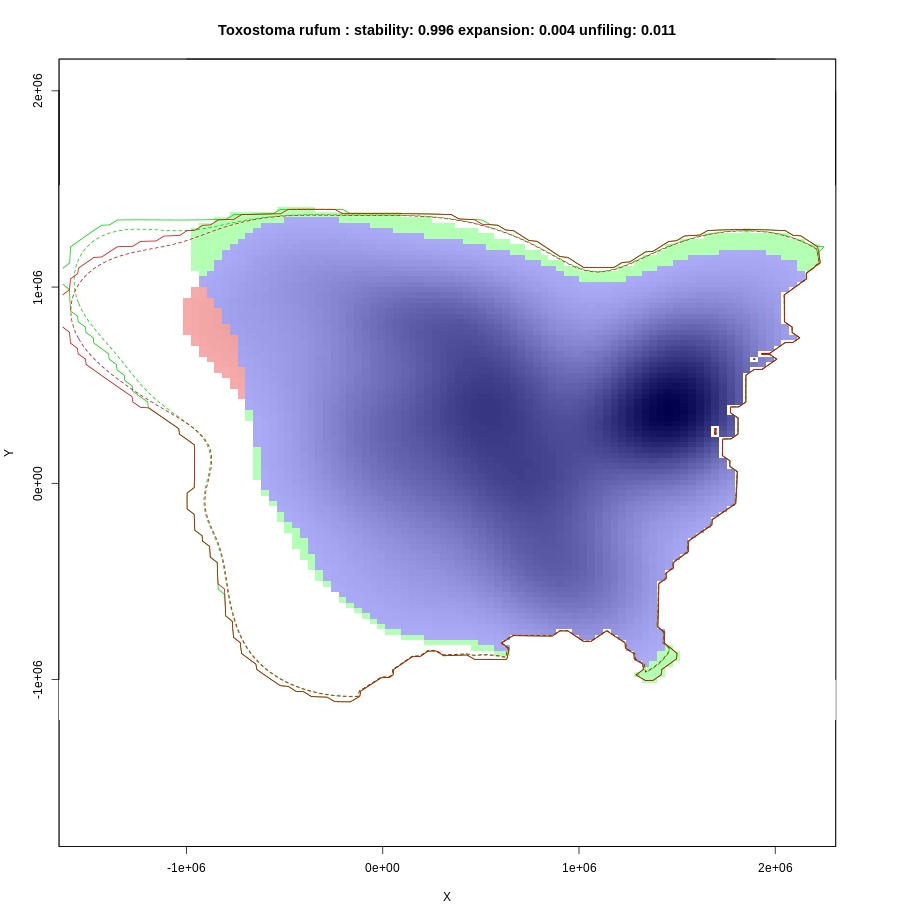 Toxostoma rufum : stability: 0.996 expansion: 0.004 unfiling: 0.011
2e+06
1e+06
0e+00
-1e+06
Y
-1e+06 0e+00 1e+06 2e+06
X